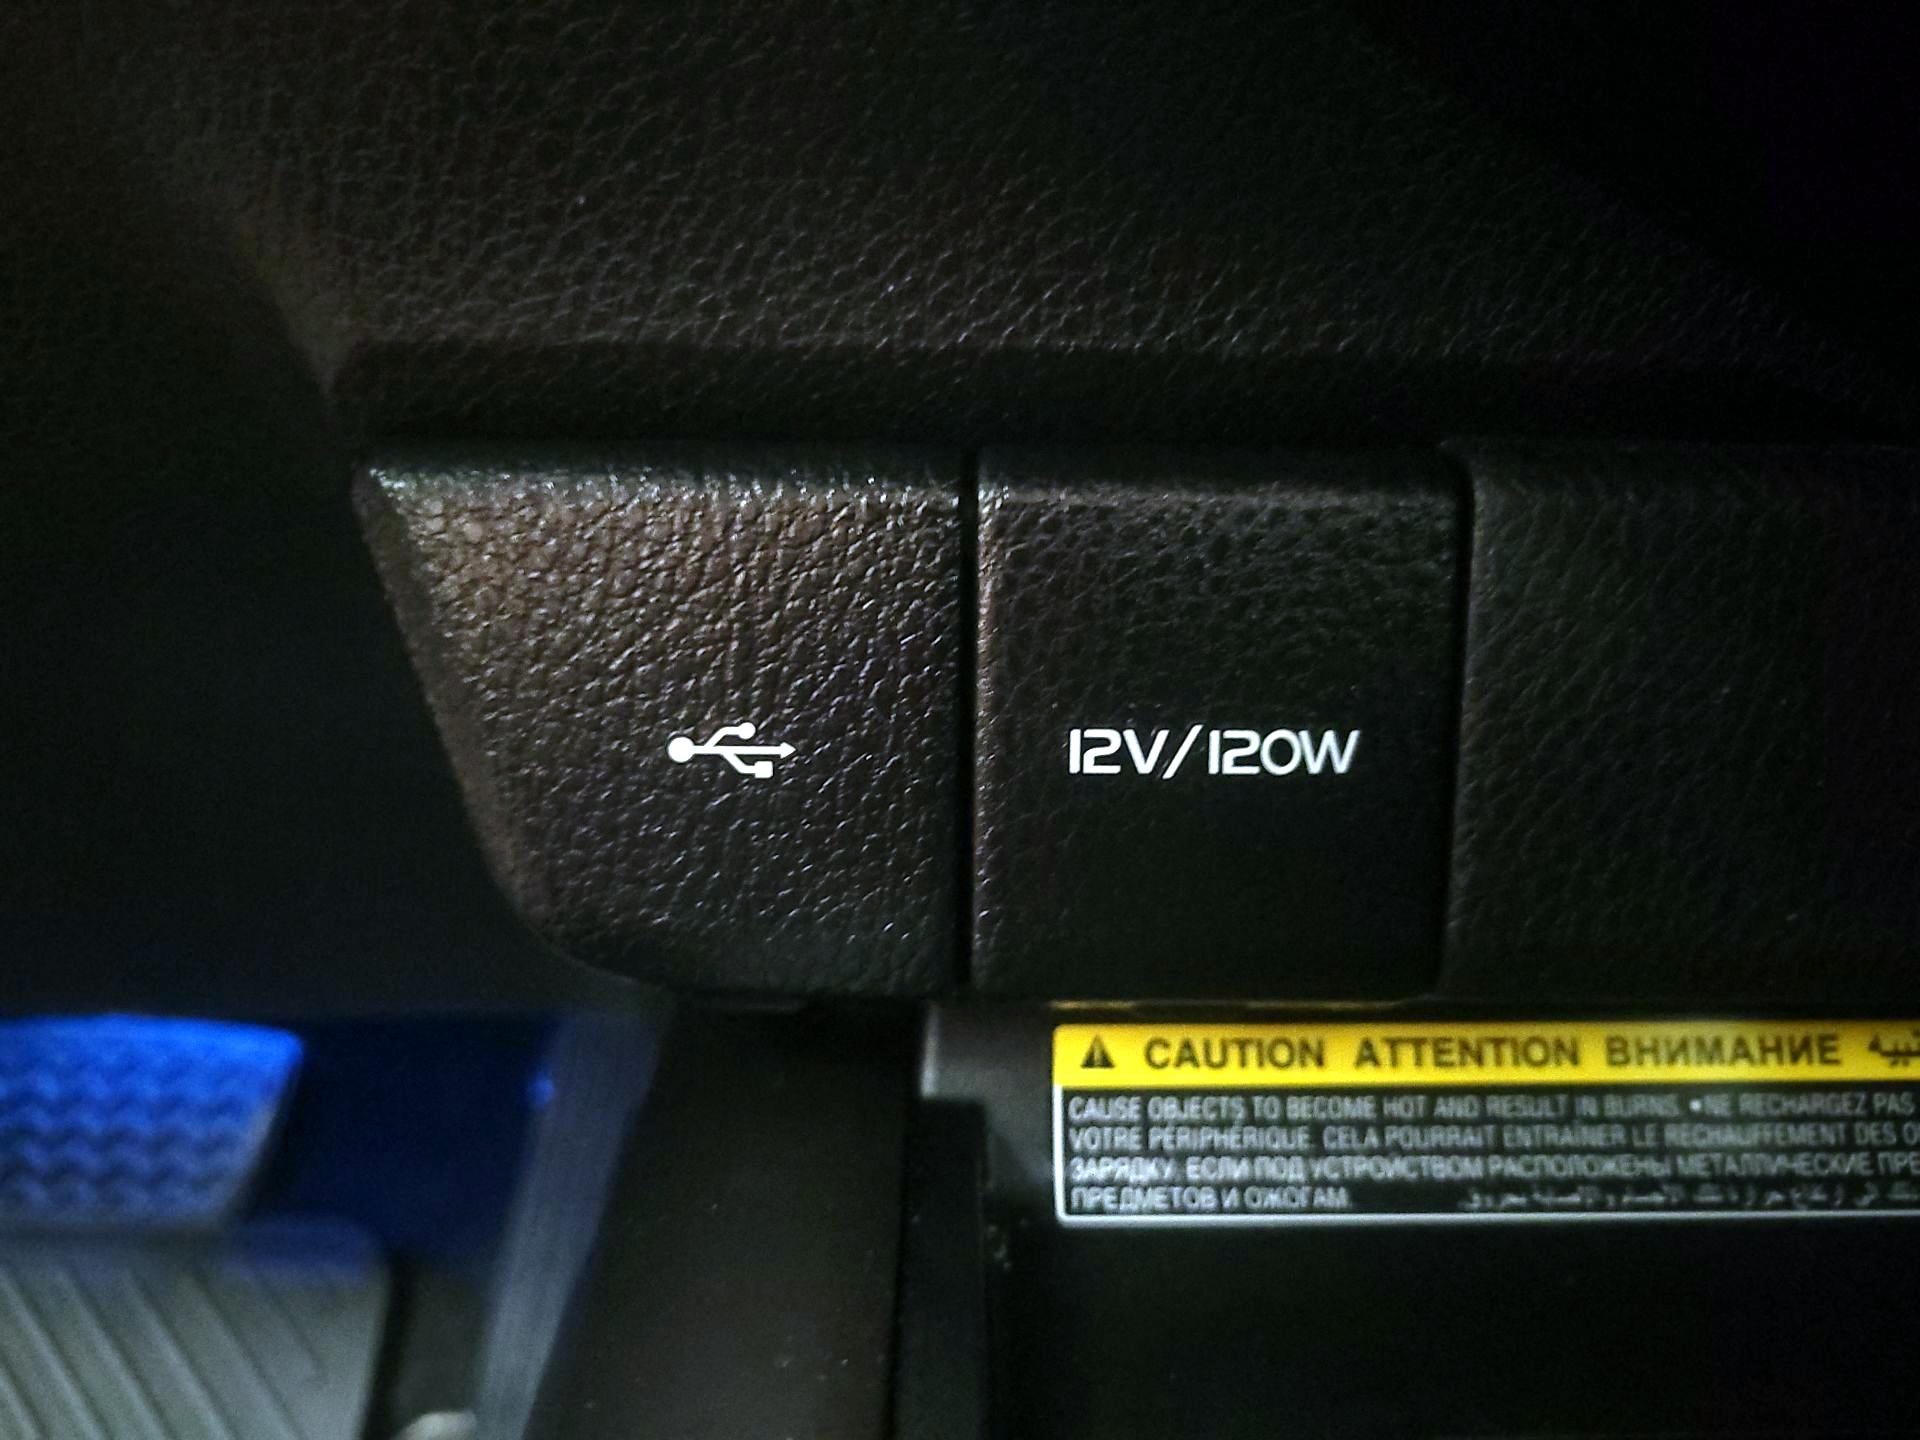 12V/120W
CAUTION ATTENTION ВНИМАНИЕ تنبيه
CAUSE OBJECTS TO BECOME HOT AND RESULT IN BURNS. •NE RECHARGEZ PAS
VOTRE PÉRIPHÉRIQUE. CELA POURRAIT ENTRAÎNER LE RÉCHAUFFEMENT DES
ЗАРЯДКУ, ЕСЛИ ПОД УСТРОЙСТВОМ РАСПОЛОЖЕНЫ МЕТАЛЛИЧЕСКИЕ
ПРЕДМЕТОВ И ОЖОГАМ.